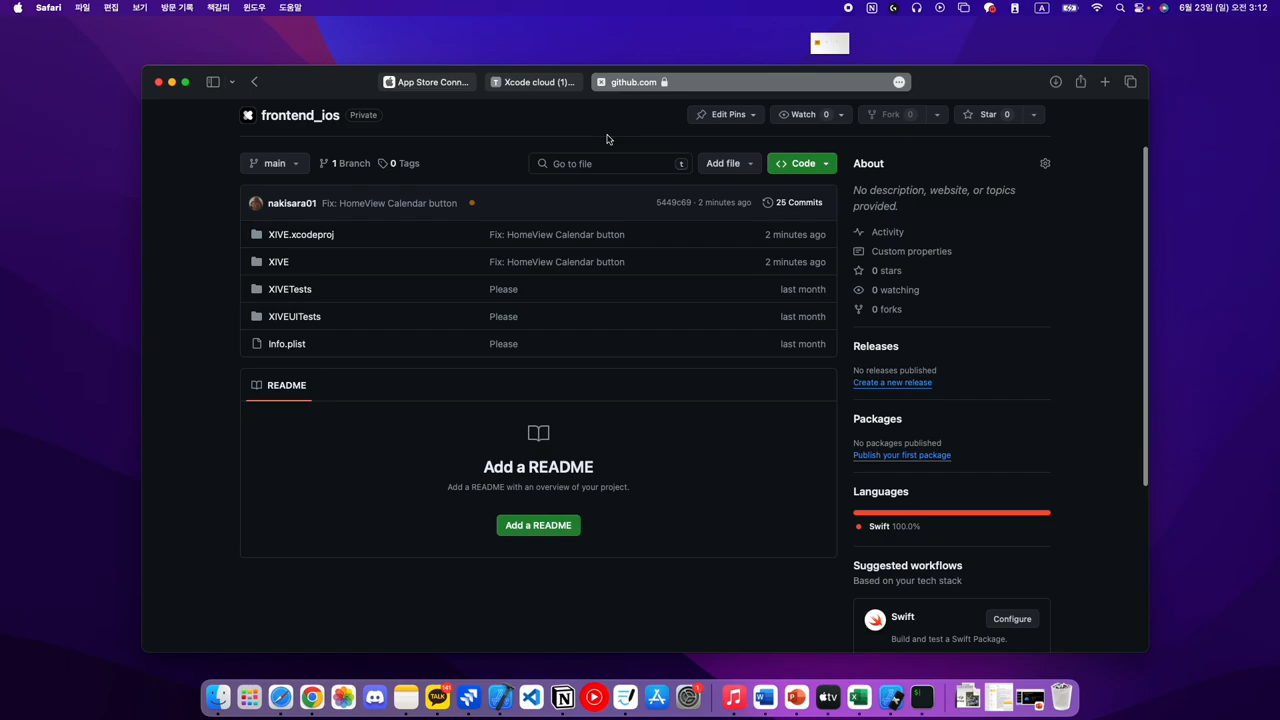 Safari 파일 편집 보기 방문 기록 책갈피 윈도우 도움말 A 6월 23일 (일) 오전 3:12
App Store Conn... Xcode cloud (1)... github.com
frontend_ios Private Edit Pins Watch 0 Fork 0 Star 0
main 1 Branch 0 Tags Go to file t Add file Code
nakisara01 Fix: HomeView Calendar button 5449c69 · 2 minutes ago 25 Commits
XIVE.xcodeproj Fix: HomeView Calendar button 2 minutes ago
XIVE Fix: HomeView Calendar button 2 minutes ago
XIVETests Please last month
XIVEUITests Please last month
Info.plist Please last month
README
Add a README
Add a README with an overview of your project.
Add a README
About
No description, website, or topics
provided.
Activity
Custom properties
0 stars
0 watching
0 forks
Releases
No releases published
Create a new release
Packages
No packages published
Publish your first package
Languages
Swift 100.0%
Suggested workflows
Based on your tech stack
Swift Configure
Build and test a Swift Package.
TALK tv